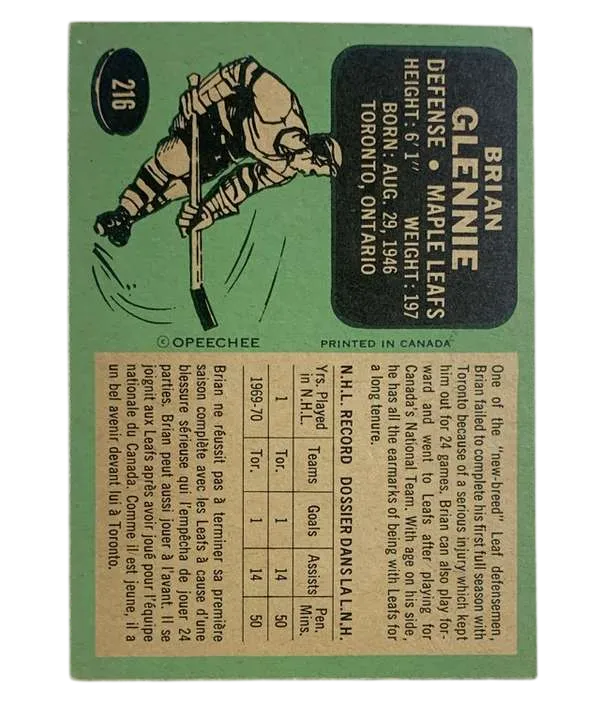 216
BRIAN
GLENNIE
DEFENSE • MAPLE LEAFS
HEIGHT: 6'1" WEIGHT: 197
BORN: AUG. 29, 1946
TORONTO, ONTARIO
© OPEECHEE
PRINTED IN CANADA
One of the "new-breed" Leaf defensemen,
Brian failed to complete his first full season with
Toronto because of a serious injury which kept
him out for 24 games. Brian can also play for-
ward and went to Leafs after playing for
Canada's National Team. With age on his side,
he has all the earmarks of being with Leafs for
a long tenure.
N.H.L. RECORD DOSSIER DANS LA L.N.H.
Yrs. Played in N.H.L. Teams Goals Assists Pen. Mins.
1 Tor. 1 14 50
1969-70 Tor. 1 14 50
Brian ne réussit pas à terminer sa première
saison complète avec les Leafs à cause d'une
blessure sérieuse qui l'empêcha de jouer 24
parties. Brian peut aussi jouer à l'avant. Il se
joignit aux Leafs après avoir joué pour l'équipe
nationale du Canada. Comme il est jeune, il a
un bel avenir devant lui à Toronto.